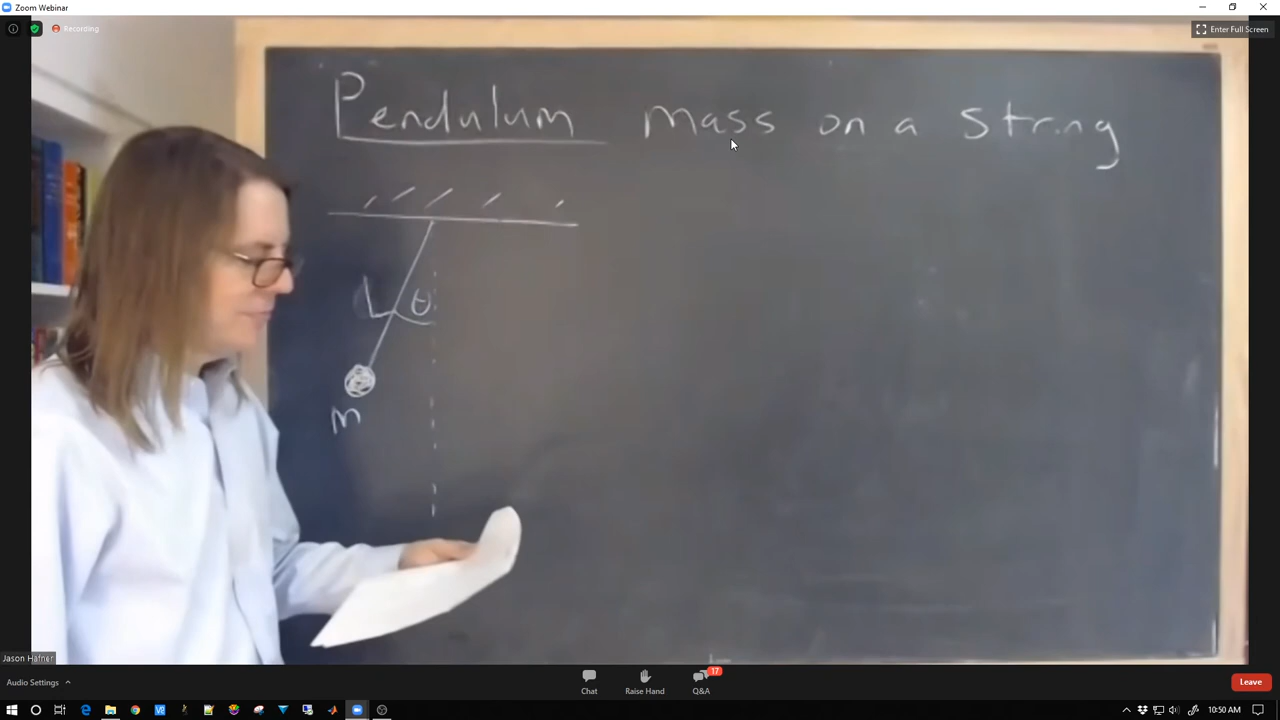 Zoom Webinar
Recording
Enter Full Screen
Pendulum mass on a string
L θ
m
Jason Hafner
Audio Settings
Chat
Raise Hand
17
Q&A
Leave
10:50 AM